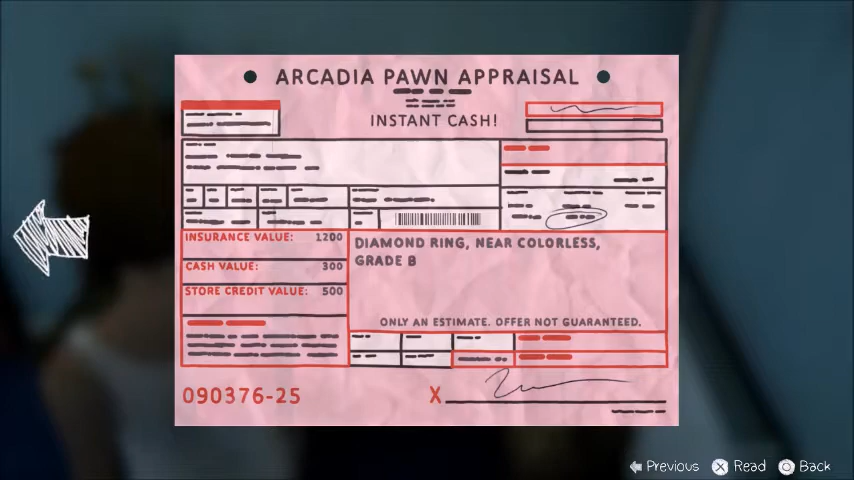 ARCADIA PAWN APPRAISAL
INSTANT CASH!
INSURANCE VALUE: 1200
CASH VALUE: 300
STORE CREDIT VALUE: 500
DIAMOND RING, NEAR COLORLESS,
GRADE B
ONLY AN ESTIMATE. OFFER NOT GUARANTEED.
090376-25
X
Previous
Read
Back